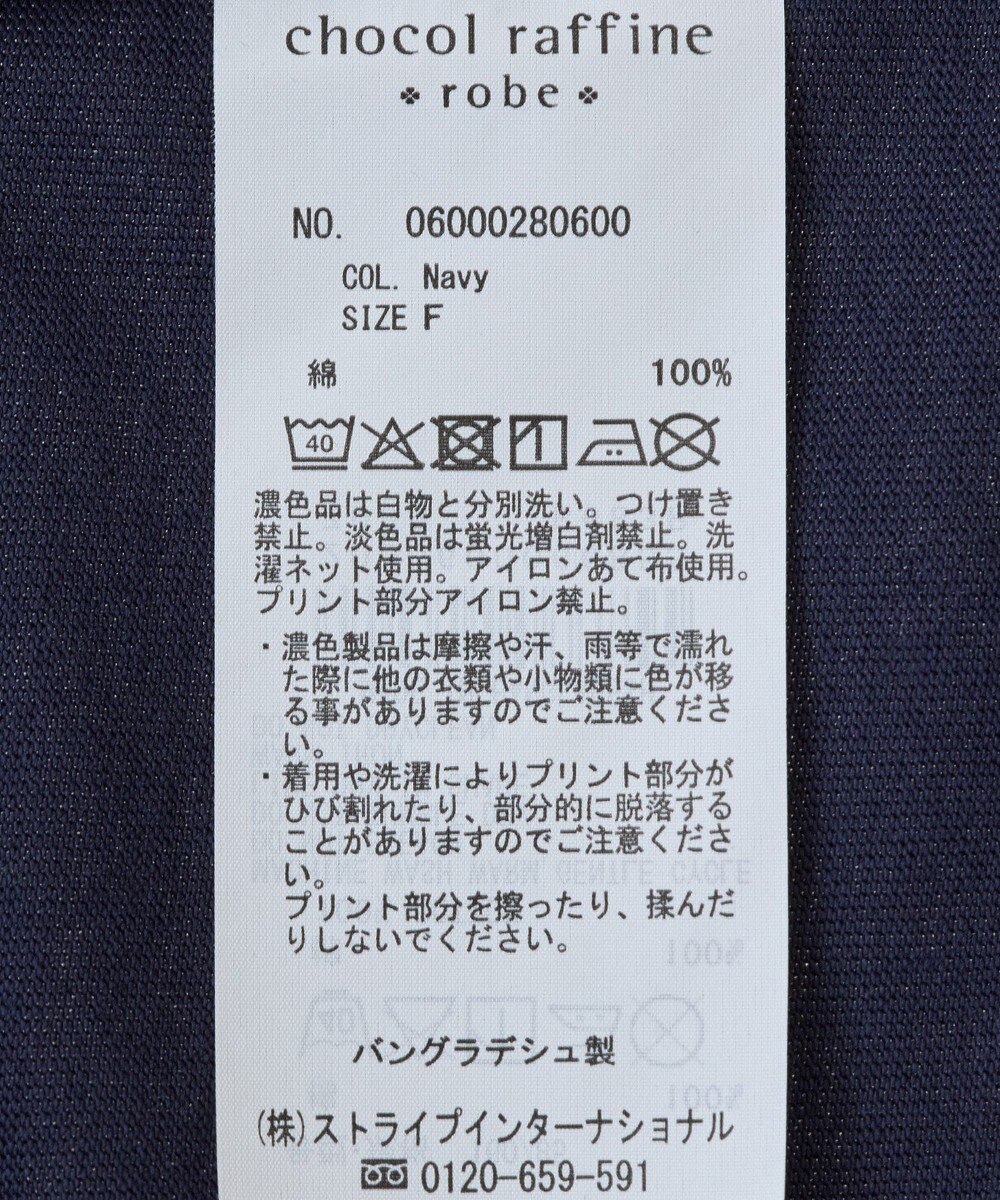 chocol raffine
robe
NO. 06000280600
COL. Navy
SIZE F
綿 100%
40
濃色品は白物と分別洗い。つけ置き
禁止。淡色品は蛍光増白剤禁止。洗
濯ネット使用。アイロンあて布使用。
プリント部分アイロン禁止。
・濃色製品は摩擦や汗、雨等で濡れ
た際に他の衣類や小物類に色が移
る事がありますのでご注意くださ
い。
・着用や洗濯によりプリント部分が
ひび割れたり、部分的に脱落する
ことがありますのでご注意くださ
い。
プリント部分を擦ったり、揉んだ
りしないでください。
バングラデシュ製
(株)ストライプインターナショナル
0120-659-591